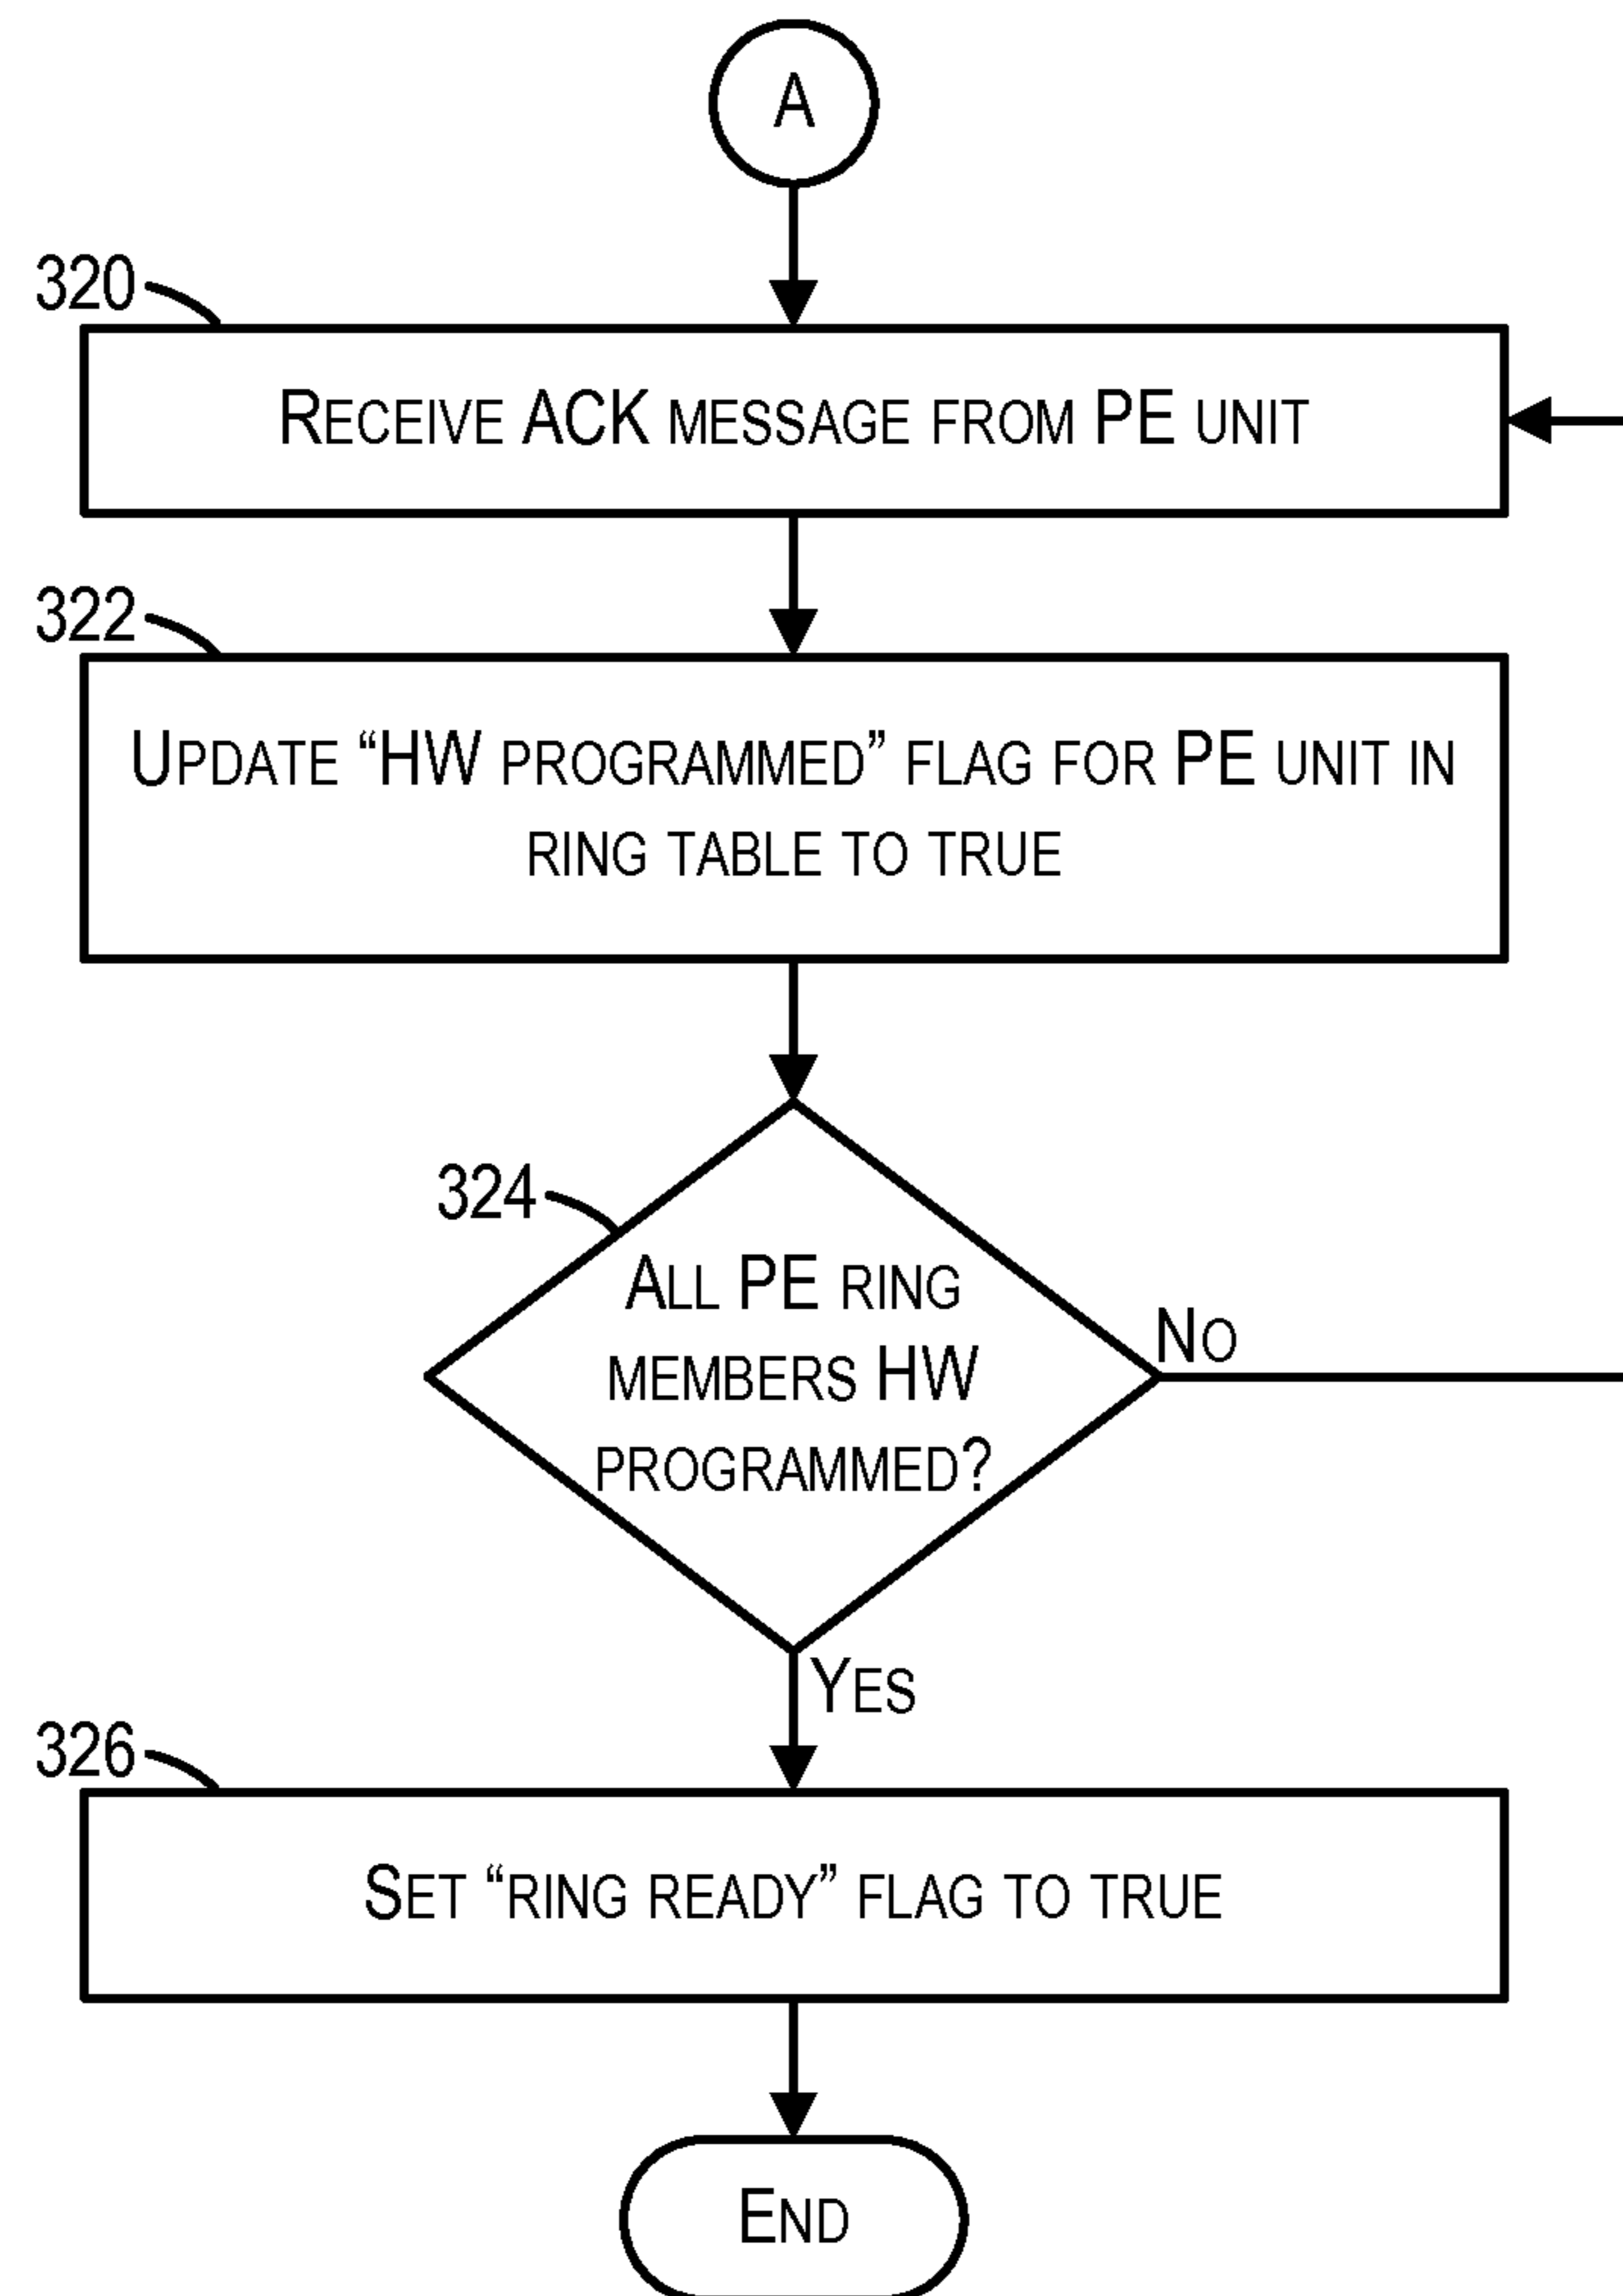 A
320
Receive ACK message from PE unit
322
Update “HW programmed” flag for PE unit in
ring table to true
324
All PE ring
members HW
programmed?
No
Yes
326
Set “ring ready” flag to true
End